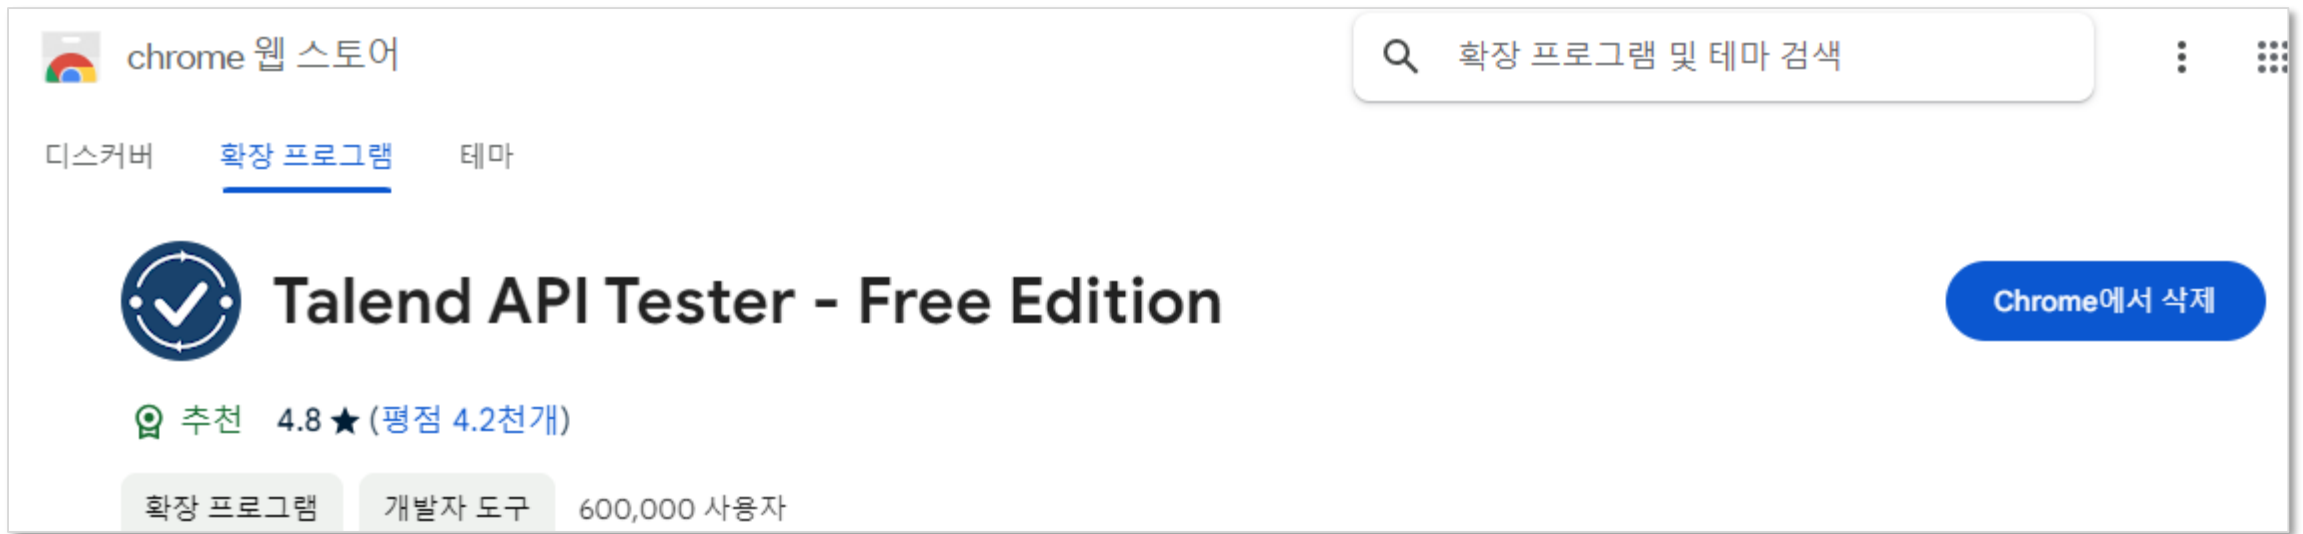 chrome 웹 스토어
확장 프로그램 및 테마 검색
디스커버 확장 프로그램 테마
Talend API Tester - Free Edition
Chrome에서 삭제
추천 4.8 ★ (평점 4.2천개)
확장 프로그램 개발자 도구 600,000 사용자